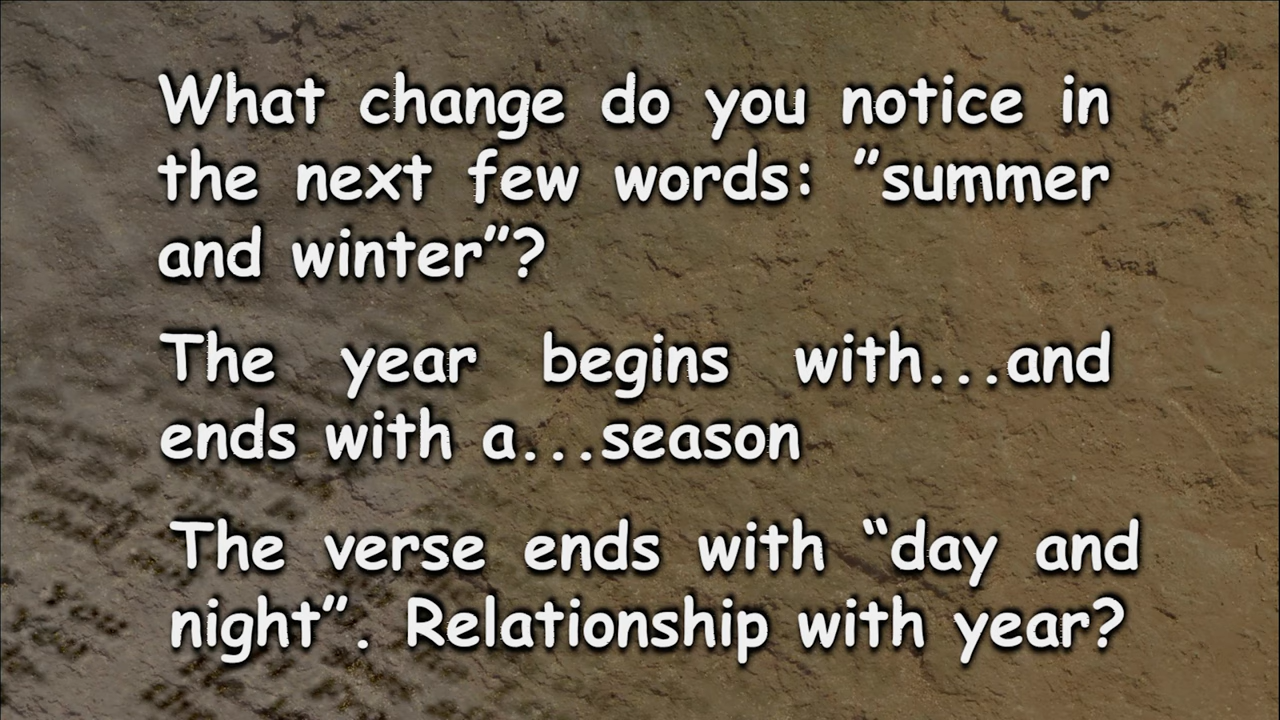 What change do you notice in
the next few words: ”summer
and winter”?
The year begins with...and
ends with a...season
The verse ends with “day and
night”. Relationship with year?